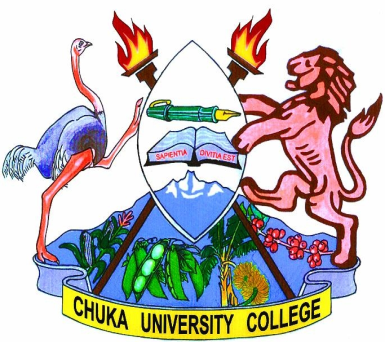 SAPIENTIA DIVITIA EST
CHUKA UNIVERSITY COLLEGE